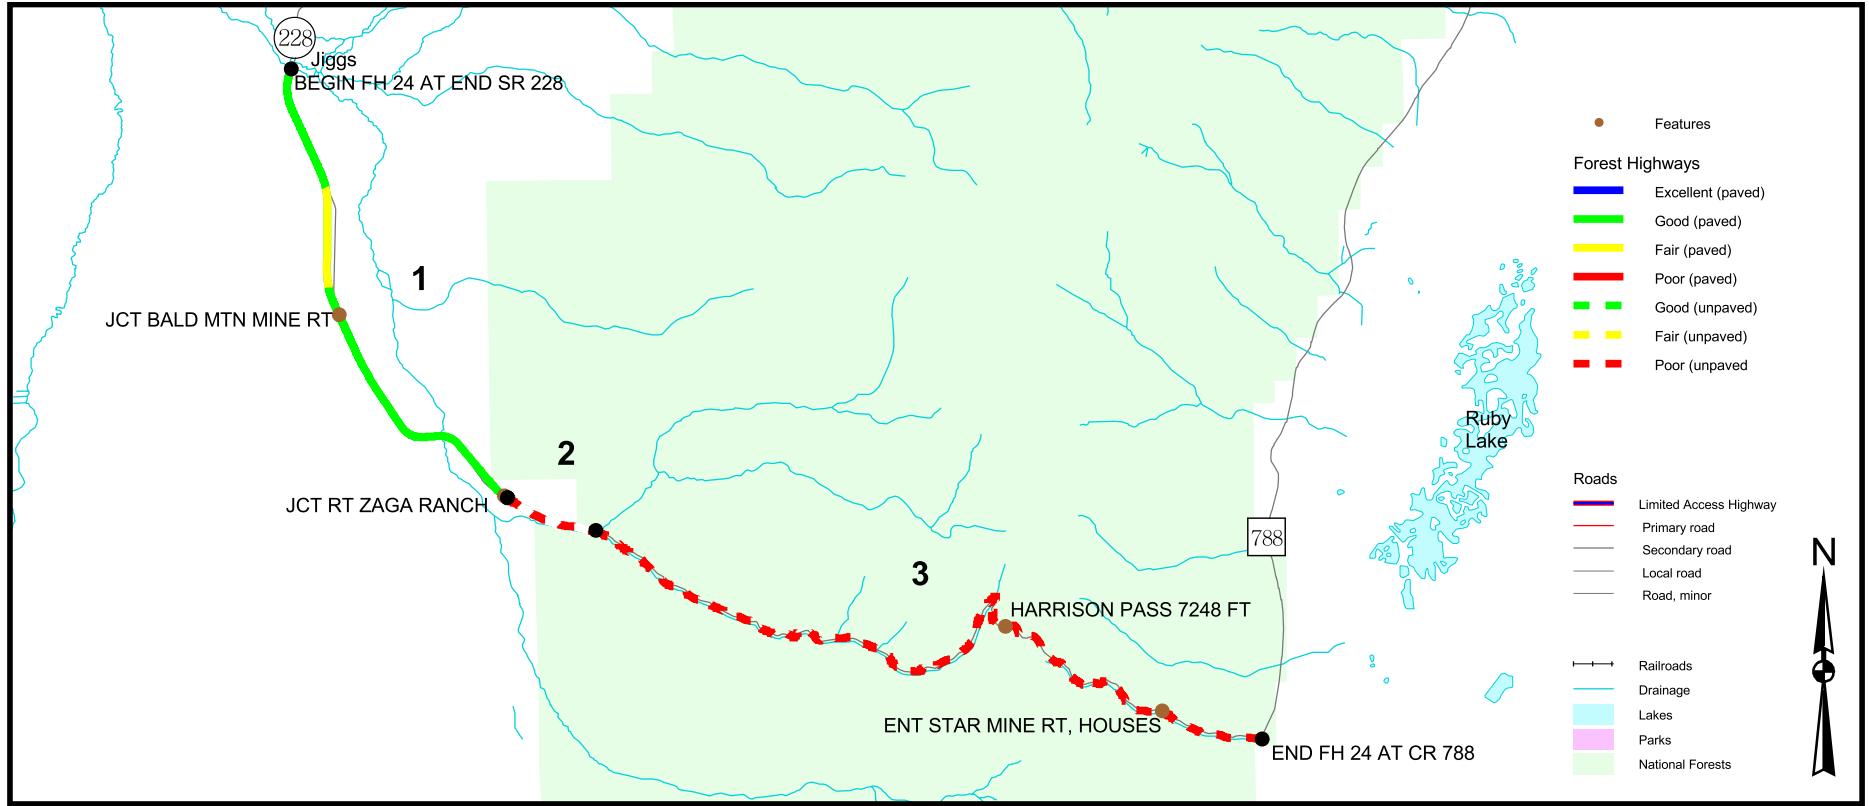 228
Jiggs
BEGIN FH 24 AT END SR 228
1
JCT BALD MTN MINE RT
2
JCT RT ZAGA RANCH
3
HARRISON PASS 7248 FT
ENT STAR MINE RT, HOUSES
END FH 24 AT CR 788
788
Ruby
Lake
Features
Forest Highways
Excellent (paved)
Good (paved)
Fair (paved)
Poor (paved)
Good (unpaved)
Fair (unpaved)
Poor (unpaved
Roads
Limited Access Highway
Primary road
Secondary road
Local road
Road, minor
Railroads
Drainage
Lakes
Parks
National Forests
N